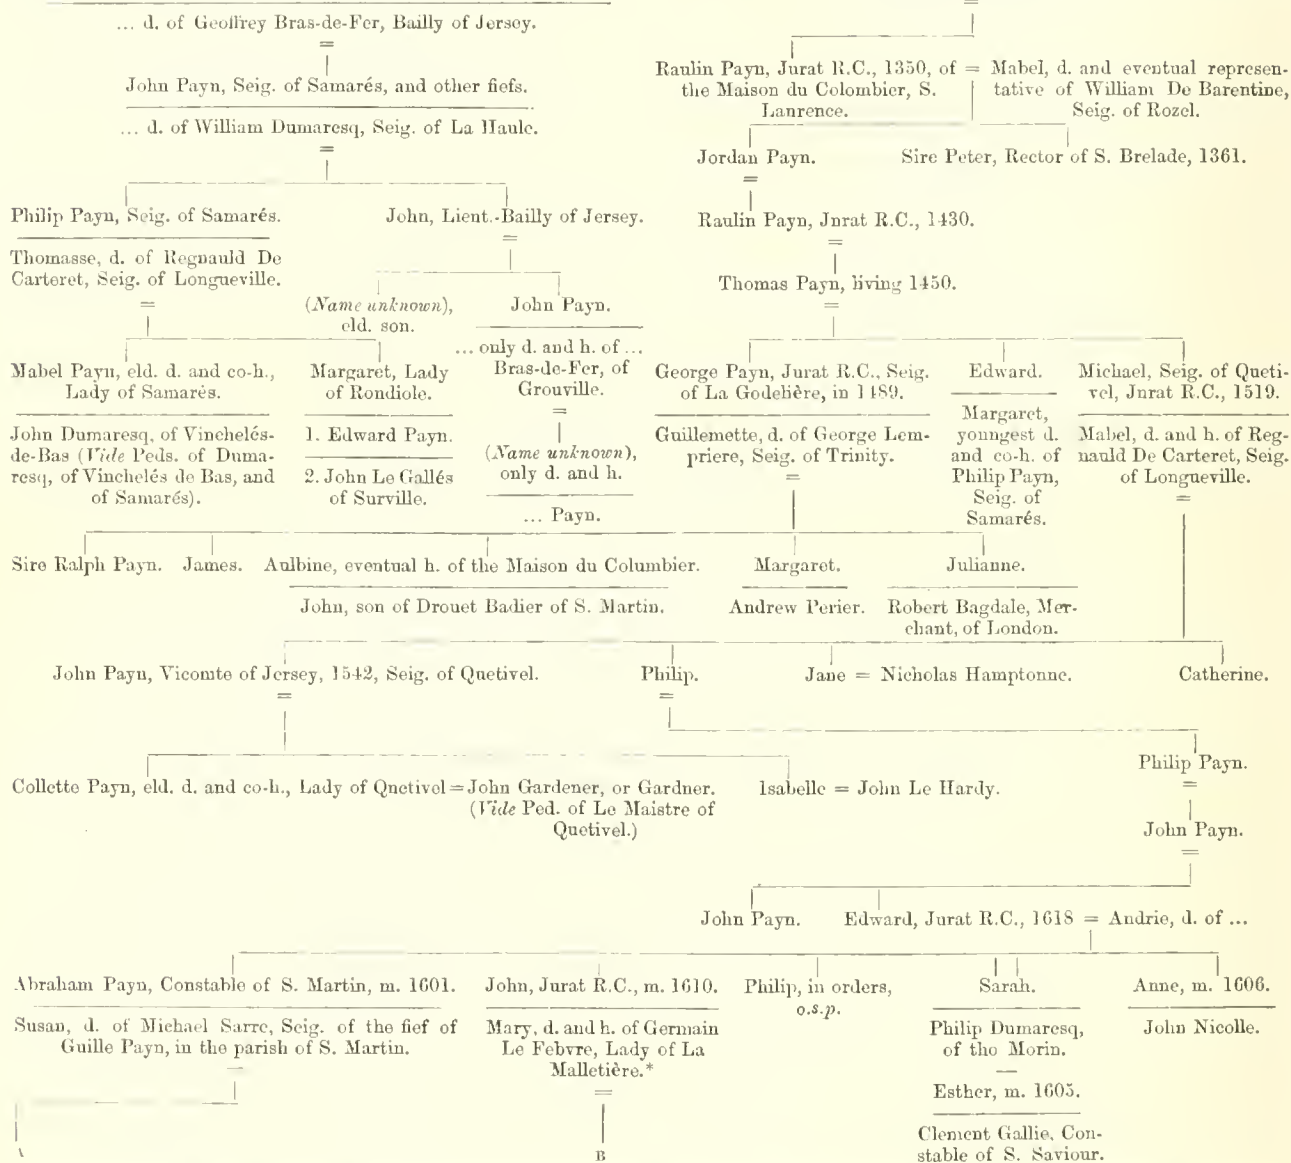 ... d. of Geoffrey Bras-de-Fer, Bailly of Jersey.
=
John Payn, Seig. of Samarés, and other fiefs.
... d. of William Dumaresq, Seig. of La Haule.
=
=
Raulin Payn, Jurat R.C., 1350, of = Mabel, d. and eventual represen-
the Maison du Colombier, S. tative of William De Barentine,
Lanrence. Seig. of Rozel.
Jordan Payn. Sire Peter, Rector of S. Brelade, 1361.
=
Raulin Payn, Jurat R.C., 1430.
=
Thomas Payn, living 1450.
=
Philip Payn, Seig. of Samarés. John, Lieut.-Bailly of Jersey.
=
Thomasse, d. of Regnauld De
Carteret, Seig. of Longueville.
=
(Name unknown), John Payn.
eld. son.
... only d. and h. of ...
Bras-de-Fer, of
Grouville.
=
(Name unknown),
only d. and h.
... Payn.
Mabel Payn, eld. d. and co-h.,
Lady of Samarés.
John Dumaresq, of Vinchelés-
de-Bas (Vide Peds. of Duma-
resq, of Vinchelés de Bas, and
of Samarés).
Margaret, Lady
of Rondiole.
1. Edward Payn.
2. John Le Gallés
of Surville.
George Payn, Jurat R.C., Seig.
of La Godelière, in 1489.
Guillemette, d. of George Lem-
priere, Seig. of Trinity.
=
Edward.
Margaret,
youngest d.
and co-h. of
Philip Payn,
Seig. of
Samarés.
Michael, Seig. of Queti-
vel, Jurat R.C., 1519.
Mabel, d. and h. of Reg-
nauld De Carteret, Seig.
of Longueville.
=
Sire Ralph Payn. James. Aulbine, eventual h. of the Maison du Columbier. Margaret. Julianne.
John, son of Drouet Badier of S. Martin. Andrew Perier. Robert Bagdale, Mer-
chant, of London.
John Payn, Vicomte of Jersey, 1542, Seig. of Quetivel. Philip. Jane = Nicholas Hamptonne. Catherine.
= =
Philip Payn.
=
John Payn.
=
Collette Payn, eld. d. and co-h., Lady of Quetivel = John Gardener, or Gardner. Isabelle = John Le Hardy.
(Vide Ped. of Le Maistre of
Quetivel.)
John Payn. Edward, Jurat R.C., 1618 = Andrie, d. of ...
Abraham Payn, Constable of S. Martin, m. 1601.
Susan, d. of Michael Sarre, Seig. of the fief of
Guille Payn, in the parish of S. Martin.
John, Jurat R.C., m. 1610.
Mary, d. and h. of Germain
Le Febvre, Lady of La
Malletière.*
=
Philip, in orders,
o.s.p.
Sarah.
Philip Dumaresq,
of the Morin.
—
Esther, m. 1605.
Clement Gallie, Con-
stable of S. Saviour.
Anne, m. 1606.
John Nicolle.
A B